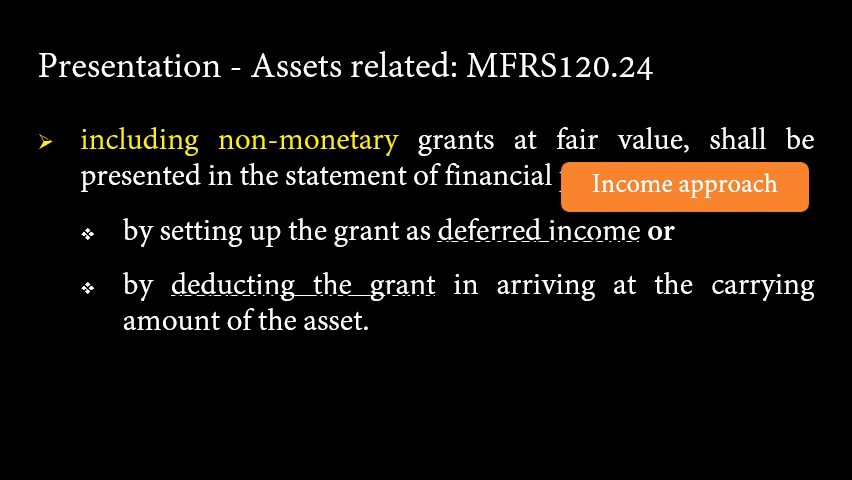 Presentation - Assets related: MFRS120.24
including non-monetary grants at fair value, shall be
presented in the statement of financial
Income approach
by setting up the grant as deferred income or
by deducting the grant in arriving at the carrying
amount of the asset.